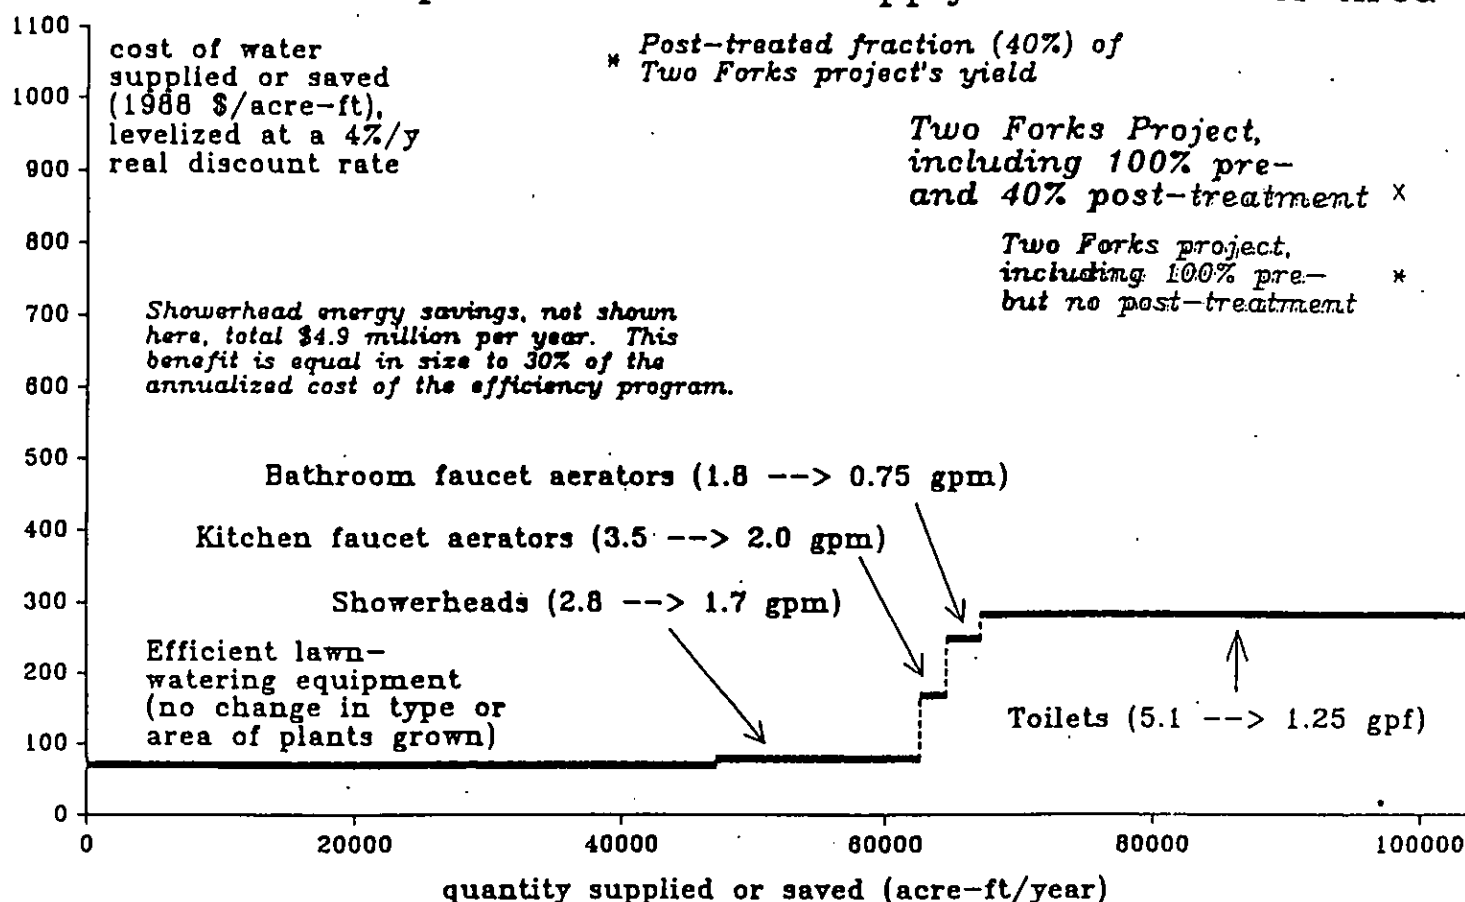 1100
1000
900
800
700
600
500
400
300
200
100
0
cost of water
supplied or saved
(1988 $/acre-ft),
levelized at a 4%/y
real discount rate
* Post-treated fraction (40%) of
Two Forks project's yield
Two Forks Project,
including 100% pre-
and 40% post-treatment x
Two Forks project,
including 100% pre-
but no post-treatment *
Showerhead energy savings, not shown
here, total $4.9 million per year. This
benefit is equal in size to 30% of the
annualized cost of the efficiency program.
Bathroom faucet aerators (1.8 --> 0.75 gpm)
Kitchen faucet aerators (3.5 --> 2.0 gpm)
Showerheads (2.8 --> 1.7 gpm)
Efficient lawn-
watering equipment
(no change in type or
area of plants grown)
Toilets (5.1 --> 1.25 gpf)
0 20000 40000 60000 80000 100000
quantity supplied or saved (acre-ft/year)